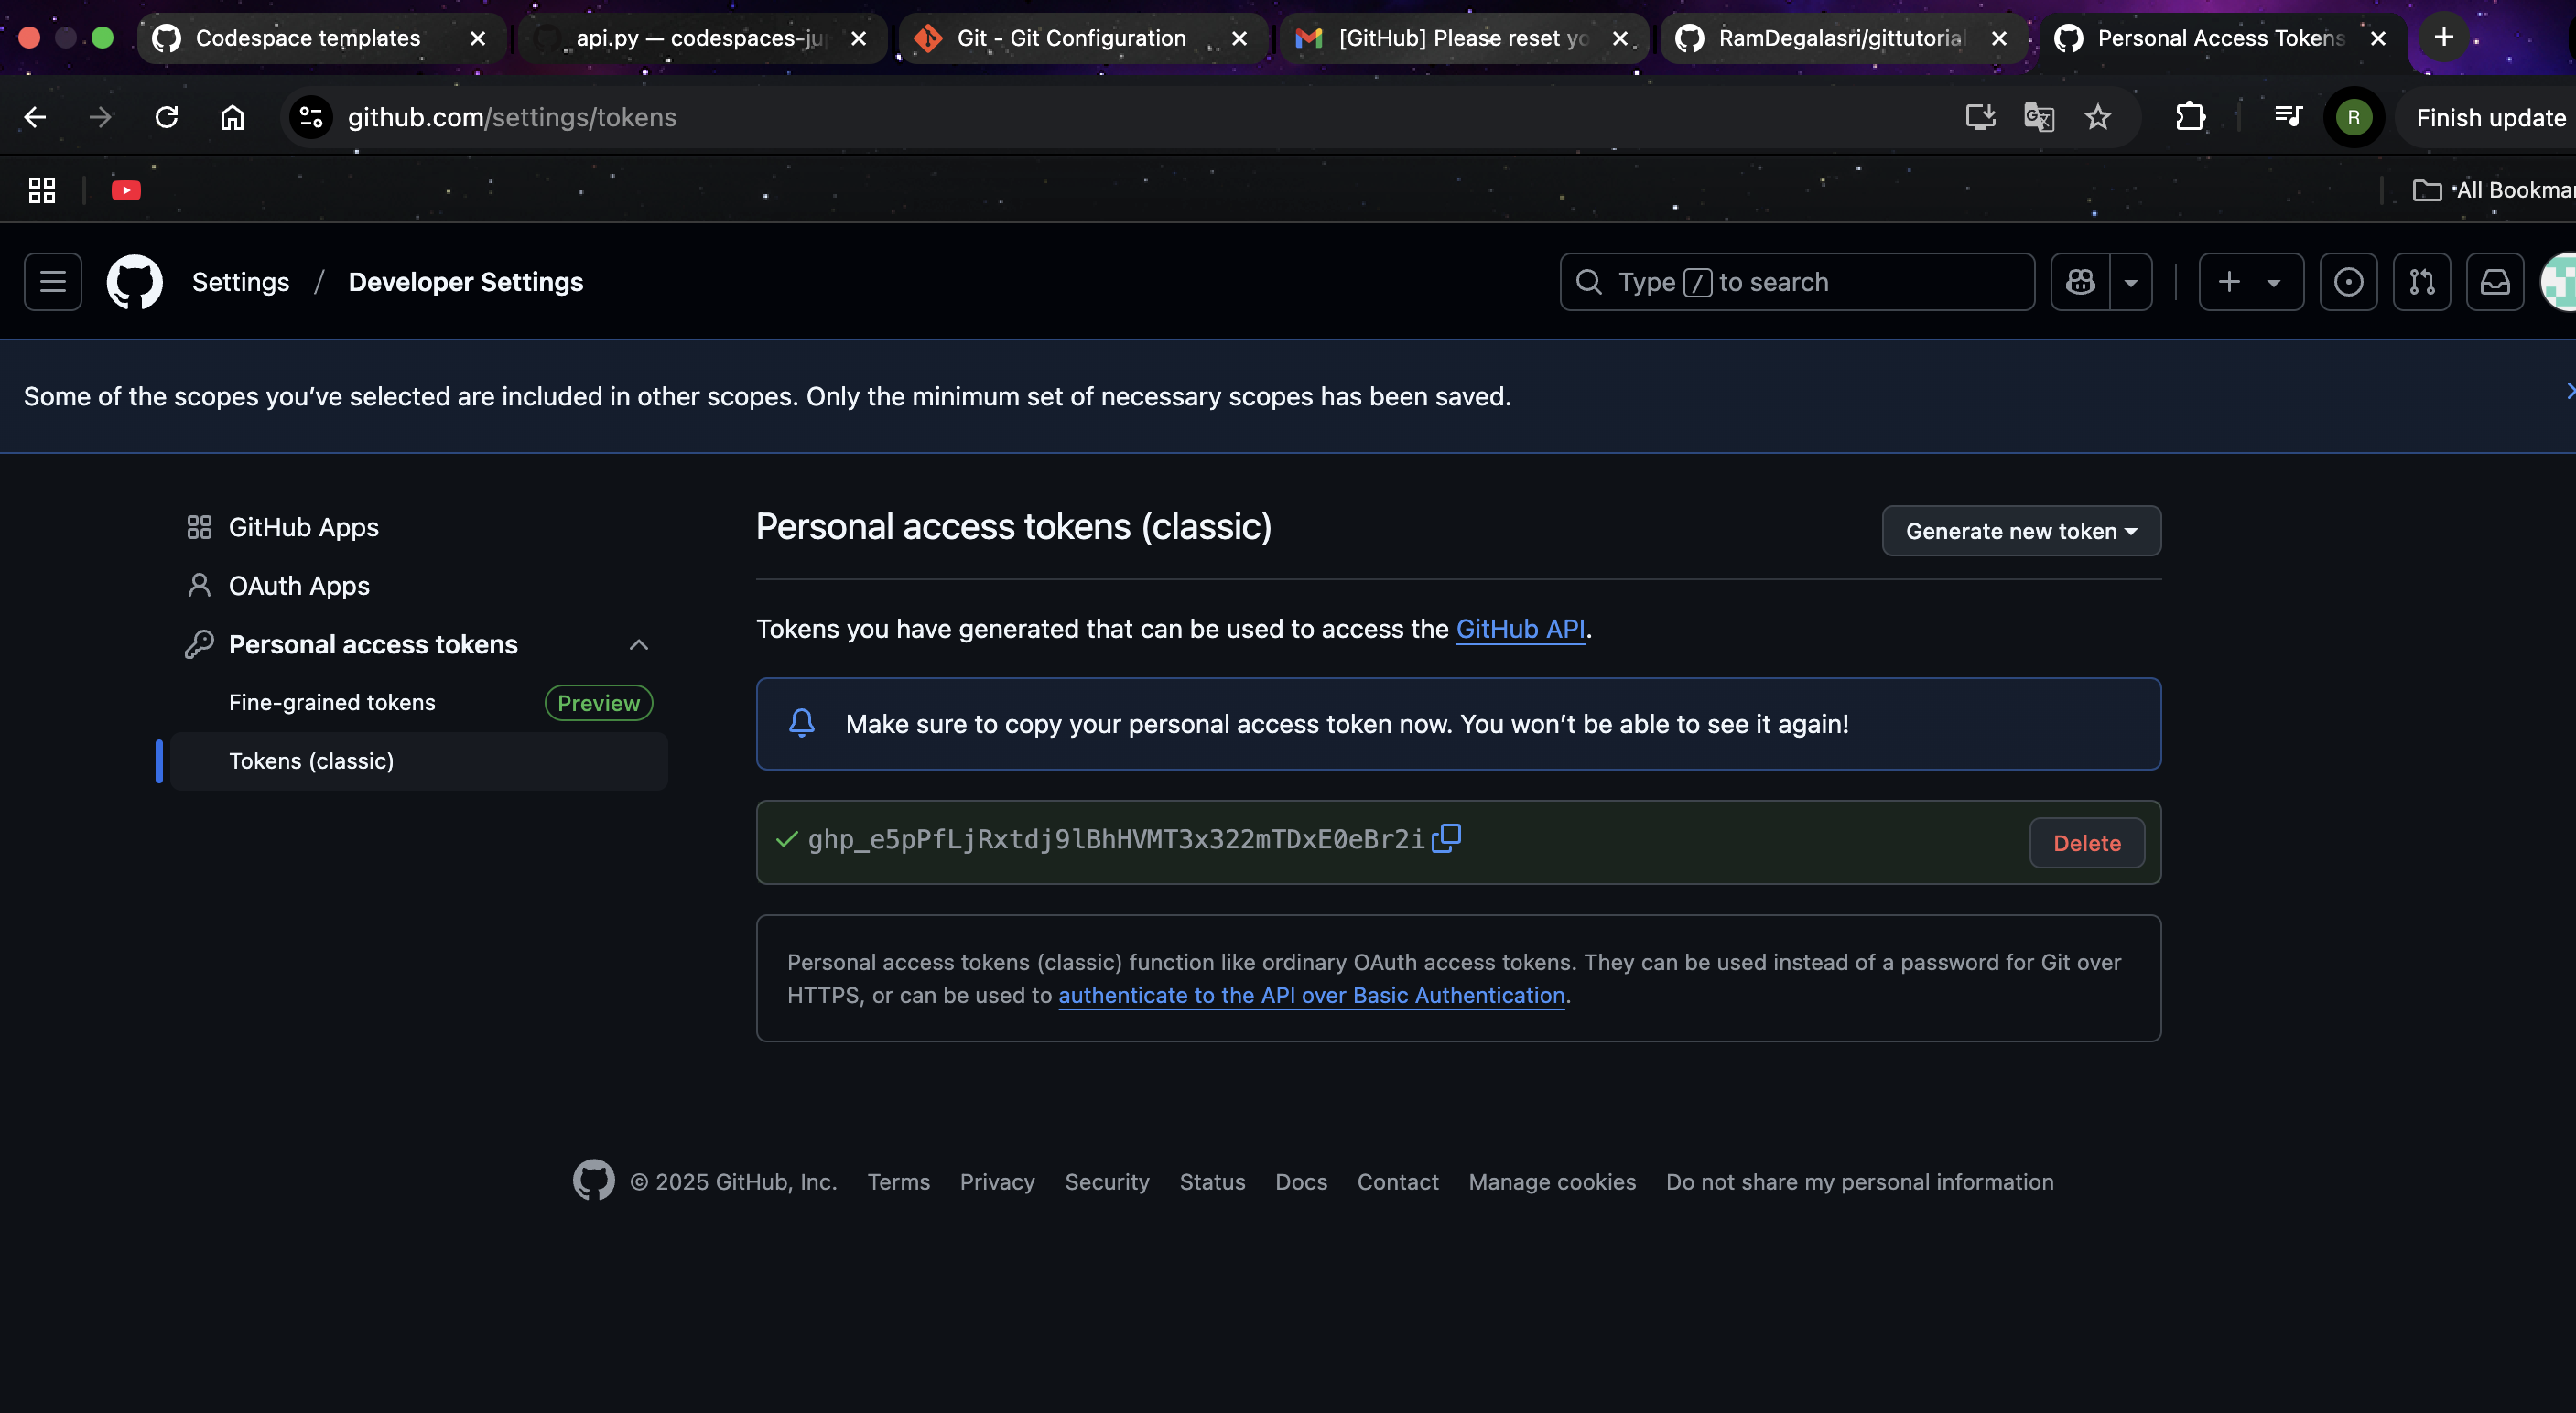 Codespace templates
api.py — codespaces-ju
Git - Git Configuration
[GitHub] Please reset yo
RamDegalasri/gittutorial
Personal Access Tokens
github.com/settings/tokens
R
Finish update
All Bookmar
Settings / Developer Settings
Type / to search
Some of the scopes you’ve selected are included in other scopes. Only the minimum set of necessary scopes has been saved.
GitHub Apps
OAuth Apps
Personal access tokens
Fine-grained tokens
Preview
Tokens (classic)
Personal access tokens (classic)
Generate new token
Tokens you have generated that can be used to access the GitHub API.
Make sure to copy your personal access token now. You won’t be able to see it again!
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
Delete
Personal access tokens (classic) function like ordinary OAuth access tokens. They can be used instead of a password for Git over
HTTPS, or can be used to authenticate to the API over Basic Authentication.
© 2025 GitHub, Inc.
Terms
Privacy
Security
Status
Docs
Contact
Manage cookies
Do not share my personal information